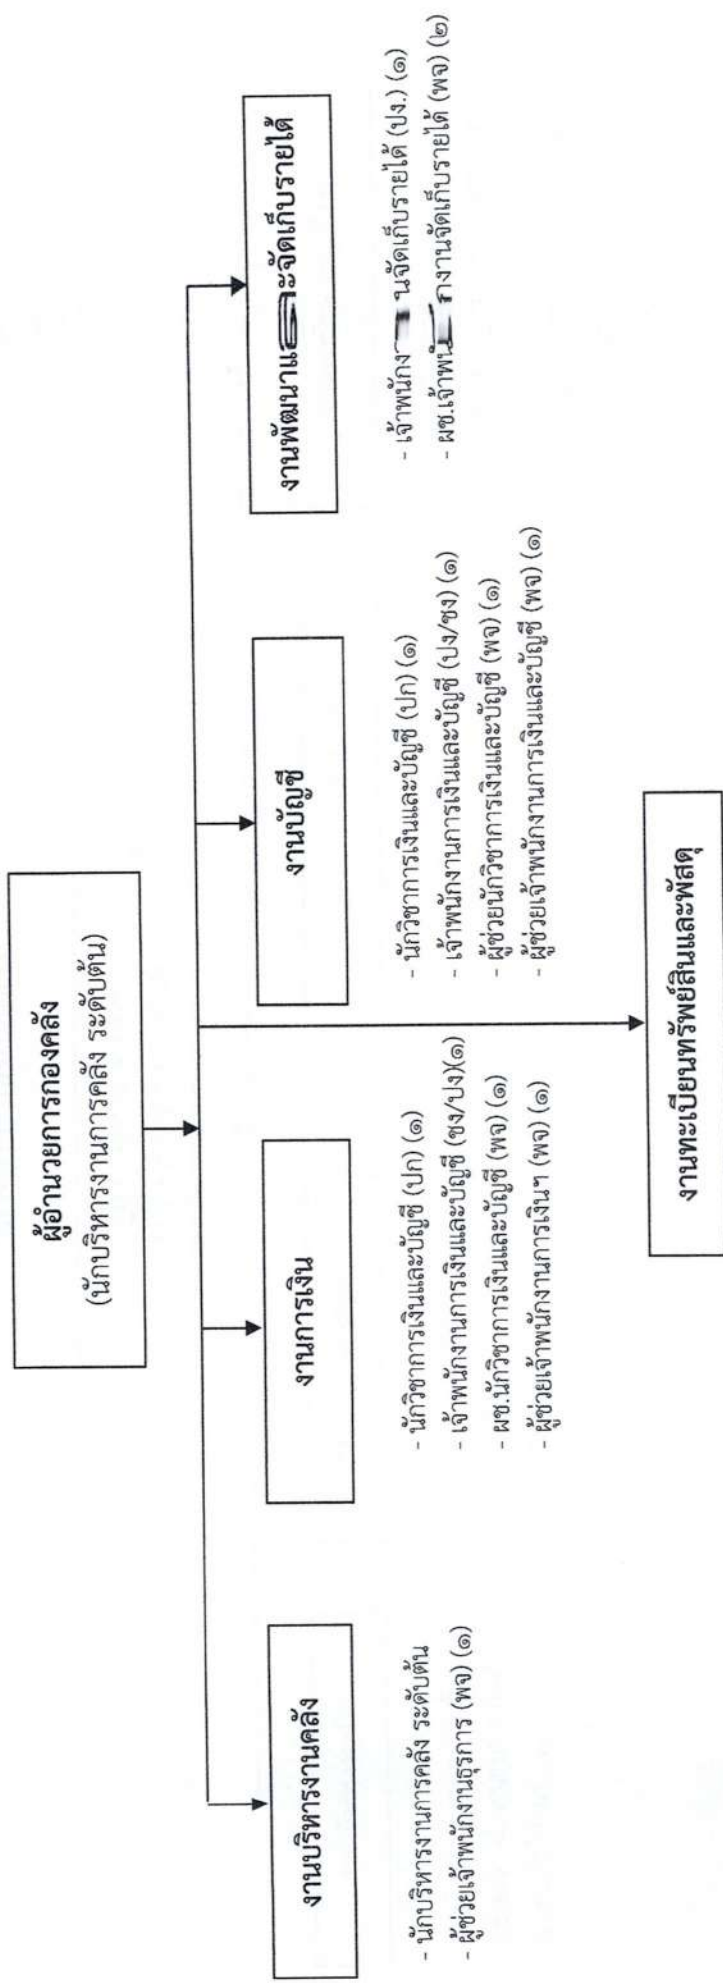 ผู้อำนวยการกองคลัง
(นักบริหารงานการคลัง ระดับต้น)
งานบริหารงานคลัง
- นักบริหารงานการคลัง ระดับต้น
- ผู้ช่วยเจ้าพนักงานธุรการ (พจ) (๑)
งานการเงิน
- นักวิชาการเงินและบัญชี (ปก) (๑)
- เจ้าพนักงานการเงินและบัญชี (ชง/ปง)(๑)
- ผช.นักวิชาการเงินและบัญชี (พจ) (๑)
- ผู้ช่วยเจ้าพนักงานการเงินฯ (พจ) (๑)
งานบัญชี
- นักวิชาการเงินและบัญชี (ปก) (๑)
- เจ้าพนักงานการเงินและบัญชี (ปง/ชง) (๑)
- ผู้ช่วยนักวิชาการเงินและบัญชี (พจ) (๑)
- ผู้ช่วยเจ้าพนักงานการเงินและบัญชี (พจ) (๑)
งานพัฒนาแ ะจัดเก็บรายได้
- เจ้าพนักง นจัดเก็บรายได้ (ปง.) (๑)
- ผช.เจ้าพนั งานจัดเก็บรายได้ (พจ) (๒)
งานทะเบียนทรัพย์สินและพัสดุ